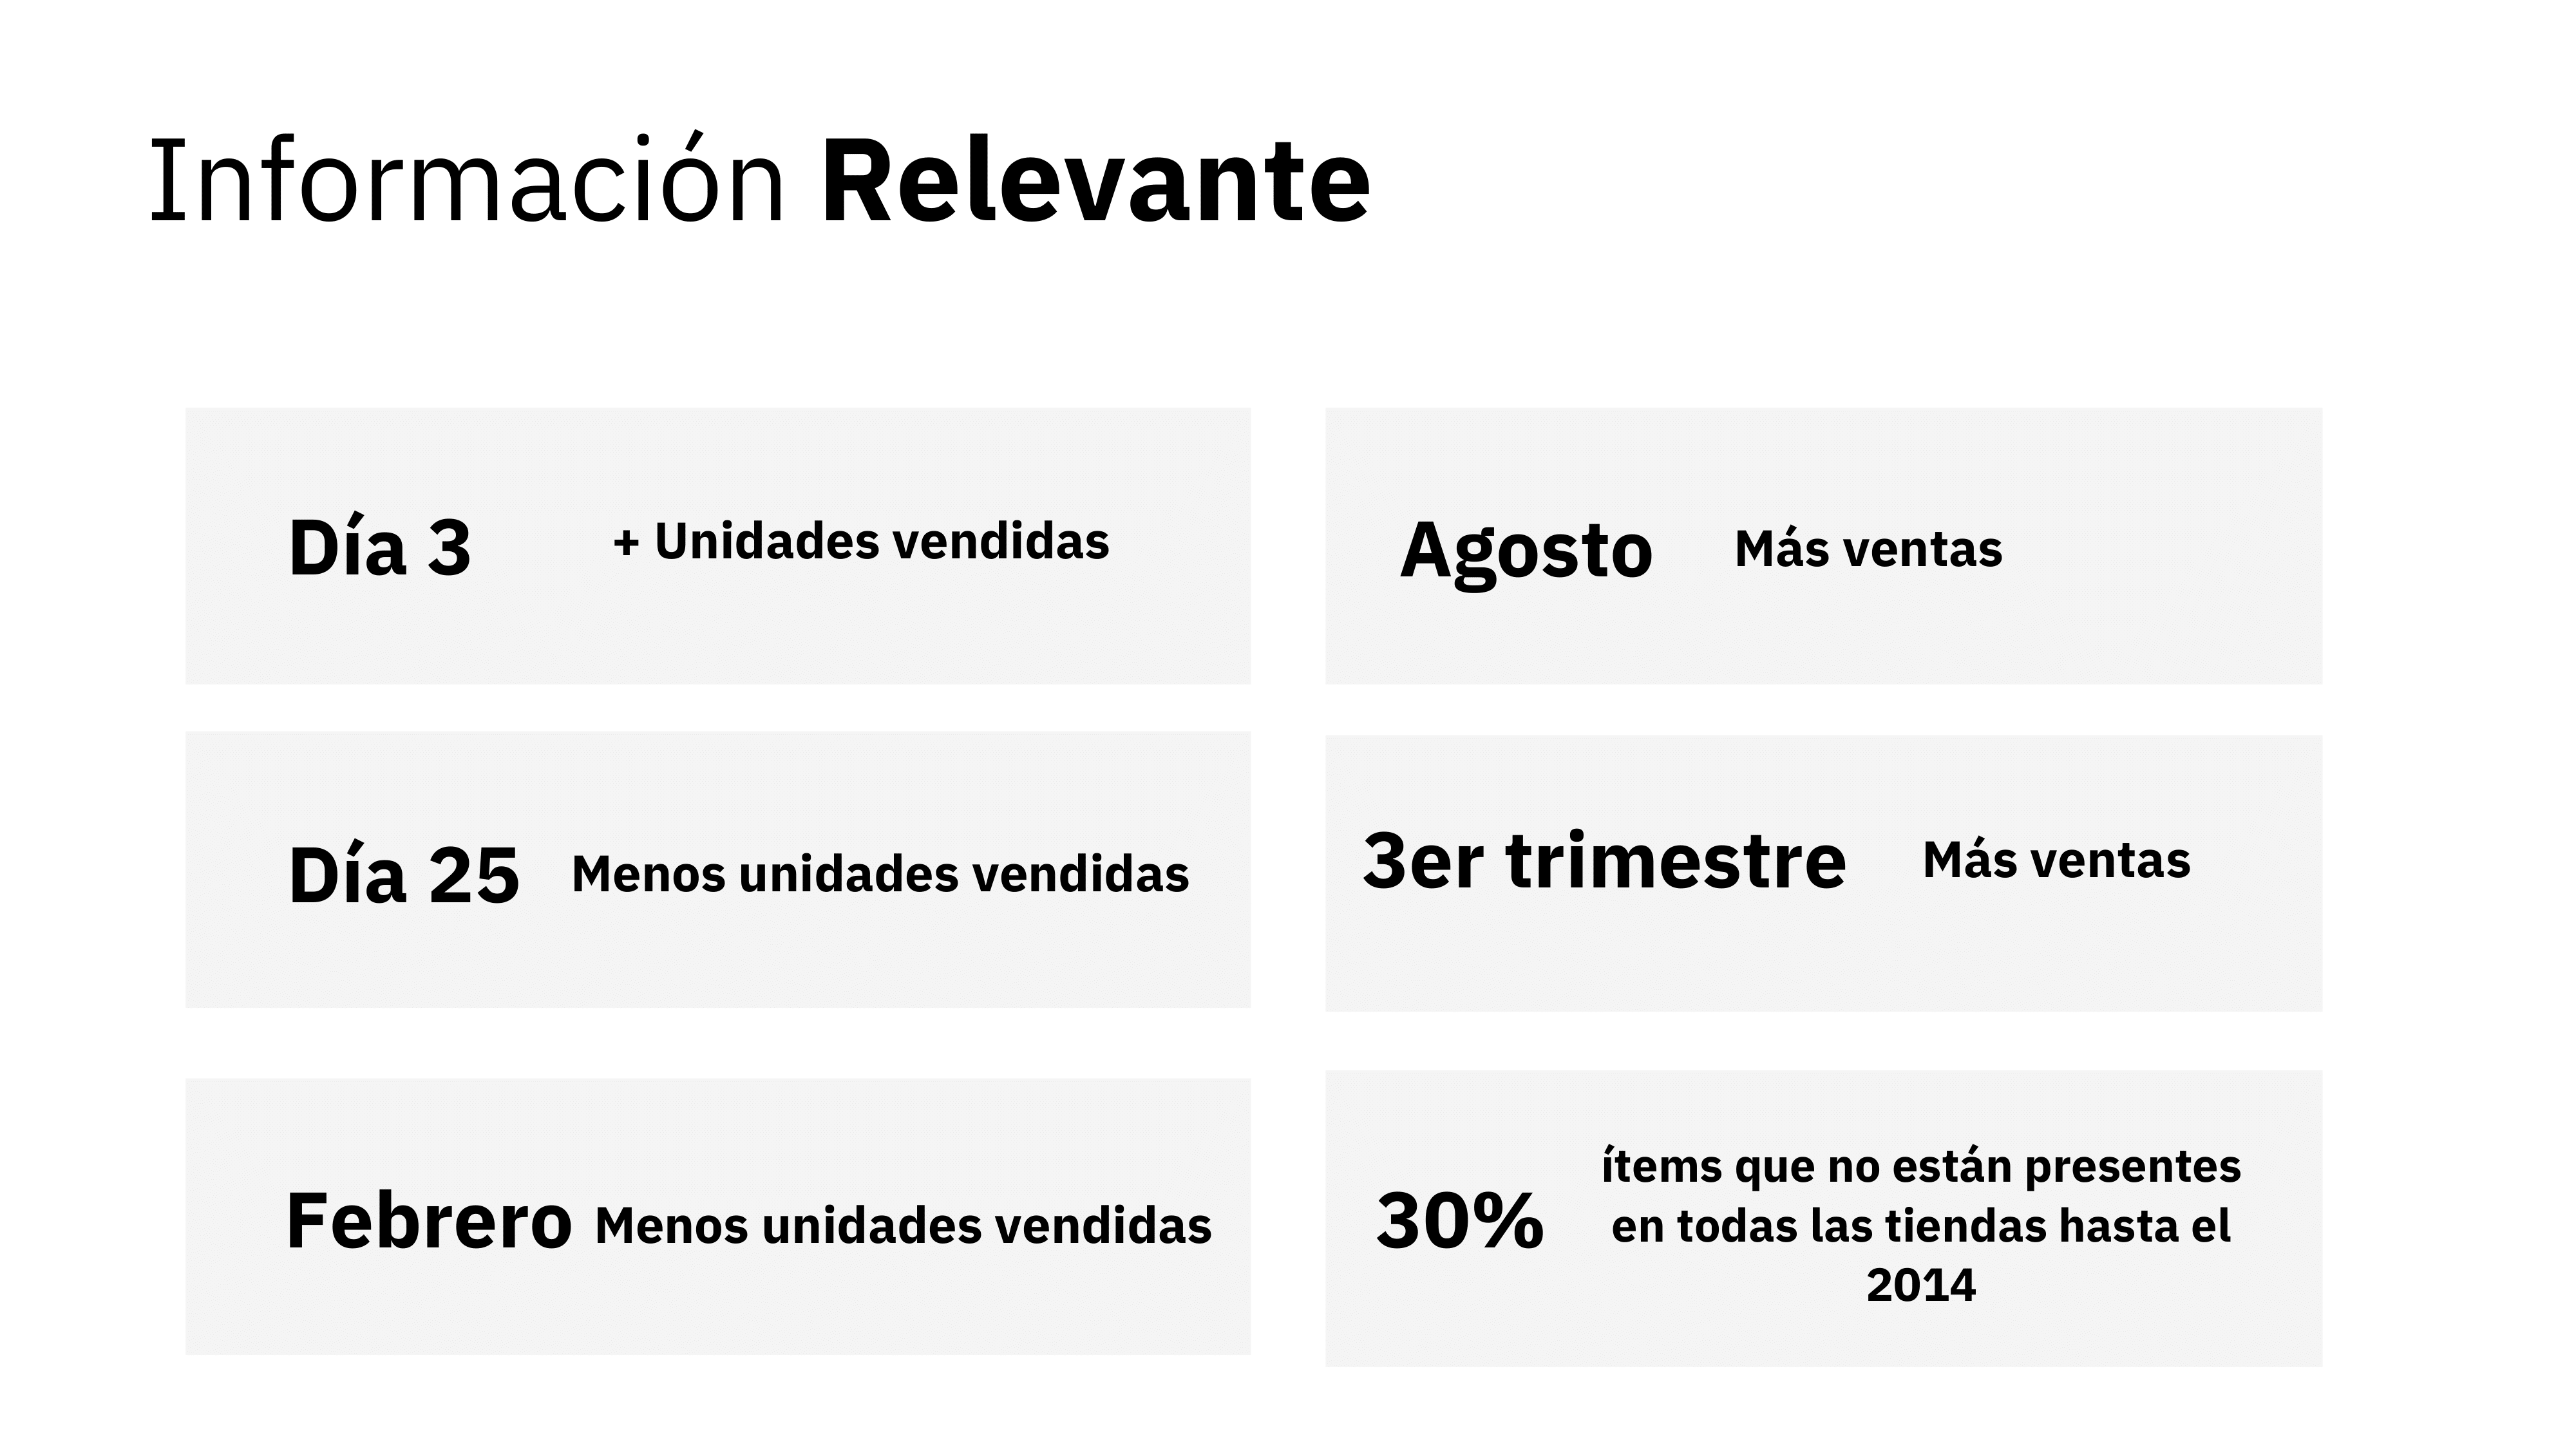 Información Relevante
Día 3
+ Unidades vendidas
Agosto
Más ventas
Día 25
Menos unidades vendidas
3er trimestre
Más ventas
Febrero
Menos unidades vendidas
30%
ítems que no están presentes
en todas las tiendas hasta el
2014